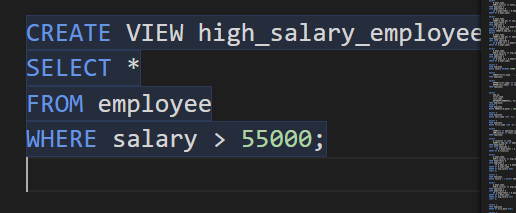 CREATE VIEW high_salary_employee
SELECT *
FROM employee
WHERE salary > 55000;